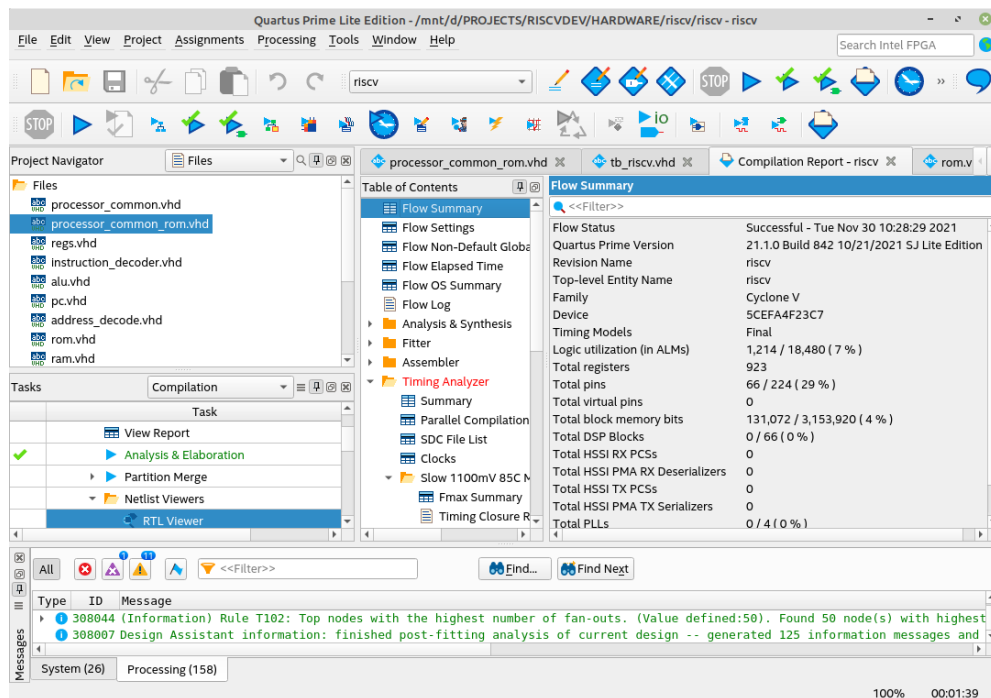 Quartus Prime Lite Edition - /mnt/d/PROJECTS/RISCVDEV/HARDWARE/riscv/riscv - riscv
File Edit View Project Assignments Processing Tools Window Help
Search Intel FPGA
riscv
STOP
»
STOP
io
Project Navigator
Files
processor_common_rom.vhd
tb_riscv.vhd
Compilation Report - riscv
rom.v
Files
processor_common.vhd
processor_common_rom.vhd
regs.vhd
instruction_decoder.vhd
alu.vhd
pc.vhd
address_decode.vhd
rom.vhd
ram.vhd
Tasks
Compilation
Task
View Report
Analysis & Elaboration
Partition Merge
Netlist Viewers
RTL Viewer
Table of Contents
Flow Summary
Flow Settings
Flow Non-Default Globa
Flow Elapsed Time
Flow OS Summary
Flow Log
Analysis & Synthesis
Fitter
Assembler
Timing Analyzer
Summary
Parallel Compilation
SDC File List
Clocks
Slow 1100mV 85C M
Fmax Summary
Timing Closure R
Flow Summary
<<Filter>>
Flow Status Successful - Tue Nov 30 10:28:29 2021
Quartus Prime Version 21.1.0 Build 842 10/21/2021 SJ Lite Edition
Revision Name riscv
Top-level Entity Name riscv
Family Cyclone V
Device 5CEFA4F23C7
Timing Models Final
Logic utilization (in ALMs) 1,214 / 18,480 ( 7 % )
Total registers 923
Total pins 66 / 224 ( 29 % )
Total virtual pins 0
Total block memory bits 131,072 / 3,153,920 ( 4 % )
Total DSP Blocks 0 / 66 ( 0 % )
Total HSSI RX PCSs 0
Total HSSI PMA RX Deserializers 0
Total HSSI TX PCSs 0
Total HSSI PMA TX Serializers 0
Total PLLs 0 / 4 ( 0 % )
Messages
All
1
11
<<Filter>>
Find...
Find Next
Type ID Message
308044 (Information) Rule T102: Top nodes with the highest number of fan-outs. (Value defined:50). Found 50 node(s) with highest
308007 Design Assistant information: finished post-fitting analysis of current design -- generated 125 information messages and
System (26)
Processing (158)
100% 00:01:39